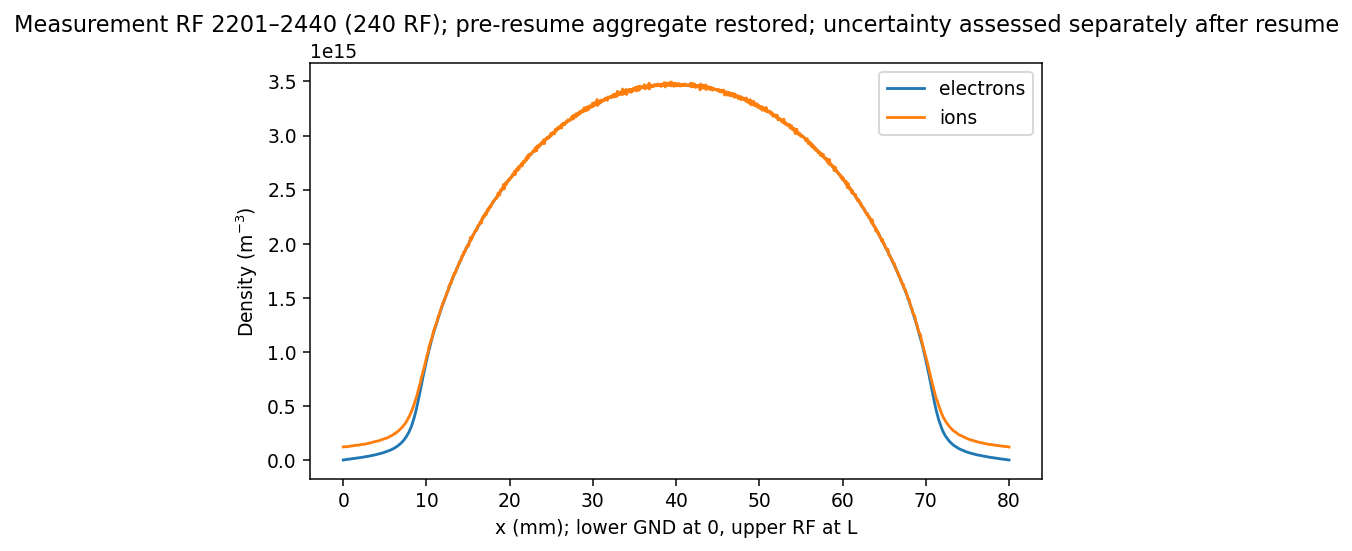 Measurement RF 2201–2440 (240 RF); pre-resume aggregate restored; uncertainty assessed separately after resume
1e15
3.5
3.0
2.5
2.0
1.5
1.0
0.5
0.0
Density (m⁻³)
electrons
ions
0 10 20 30 40 50 60 70 80
x (mm); lower GND at 0, upper RF at L